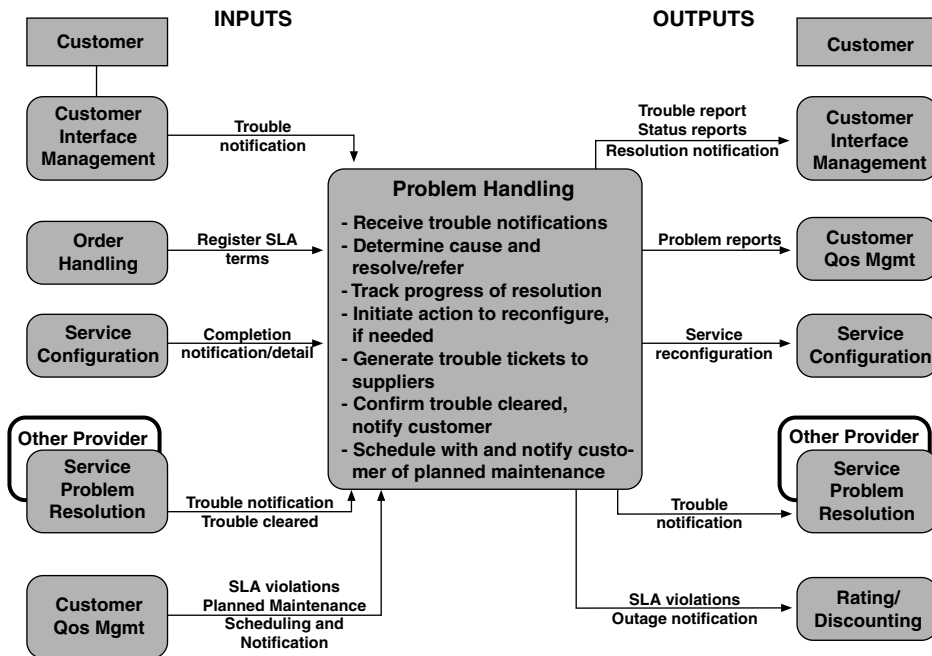 INPUTS
OUTPUTS
Customer
Customer
Customer
Interface
Management
Trouble
notification
Trouble report
Status reports
Resolution notification
Customer
Interface
Management
Problem Handling
- Receive trouble notifications
- Determine cause and
resolve/refer
- Track progress of resolution
- Initiate action to reconfigure,
if needed
- Generate trouble tickets to
suppliers
- Confirm trouble cleared,
notify customer
- Schedule with and notify custo-
mer of planned maintenance
Order
Handling
Register SLA
terms
Problem reports
Customer
Qos Mgmt
Service
Configuration
Completion
notification/detail
Service
reconfiguration
Service
Configuration
Other Provider
Service
Problem
Resolution
Trouble notification
Trouble cleared
Trouble
notification
Other Provider
Service
Problem
Resolution
Customer
Qos Mgmt
SLA violations
Planned Maintenance
Scheduling and
Notification
SLA violations
Outage notification
Rating/
Discounting